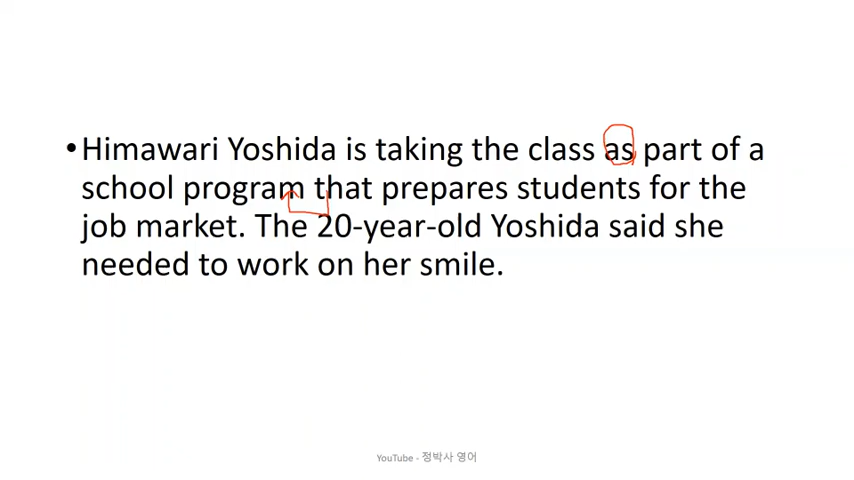 •Himawari Yoshida is taking the class as part of a
school program that prepares students for the
job market. The 20-year-old Yoshida said she
needed to work on her smile.
YouTube - 정박사 영어